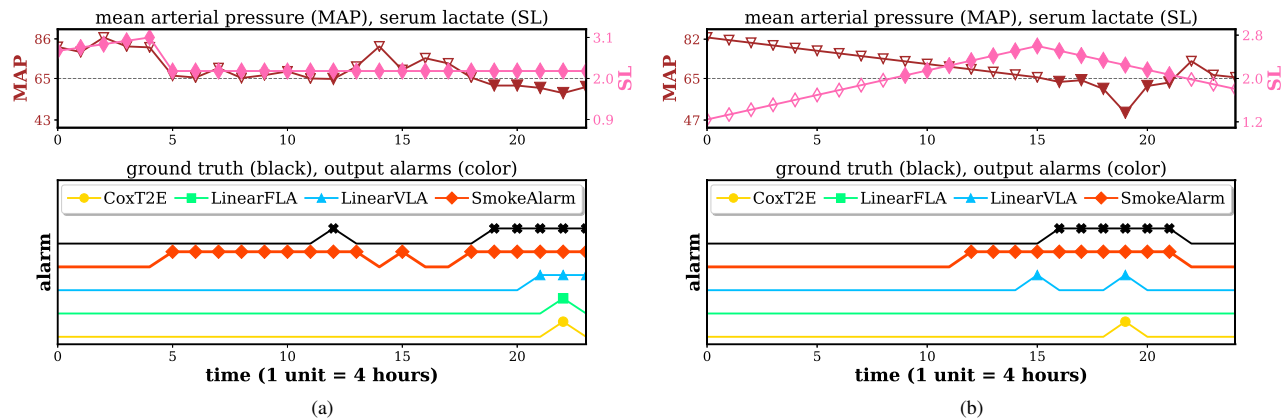 mean arterial pressure (MAP), serum lactate (SL)
86
65
43
MAP
3.1
2.0
0.9
SL
0 5 10 15 20
ground truth (black), output alarms (color)
CoxT2E LinearFLA LinearVLA SmokeAlarm
alarm
0 5 10 15 20
time (1 unit = 4 hours)
(a)
mean arterial pressure (MAP), serum lactate (SL)
82
65
47
MAP
2.8
2.0
1.2
SL
0 5 10 15 20
ground truth (black), output alarms (color)
CoxT2E LinearFLA LinearVLA SmokeAlarm
alarm
0 5 10 15 20
time (1 unit = 4 hours)
(b)